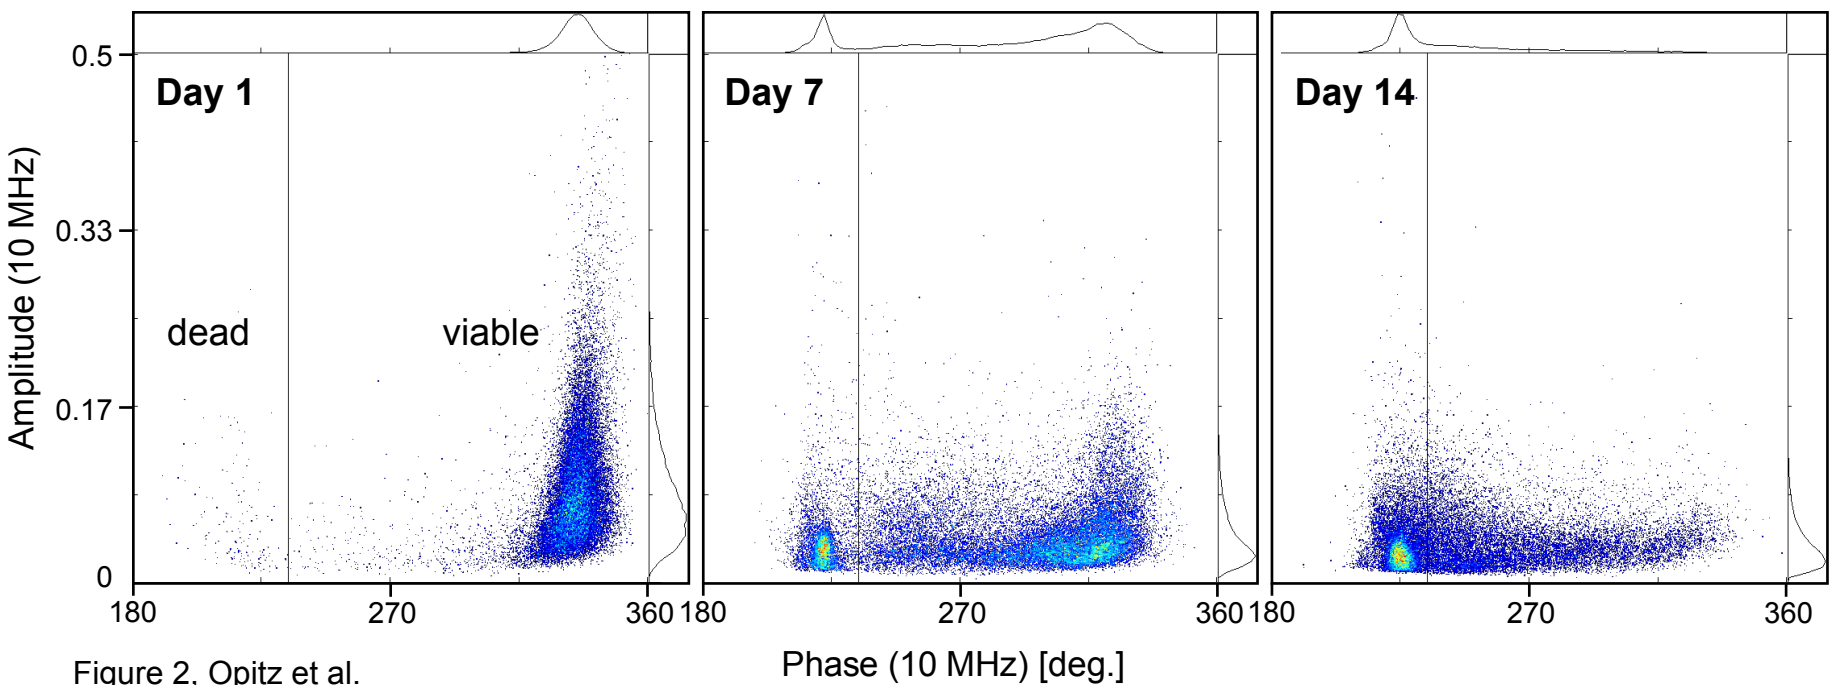 0.5
0.33
0.17
0
Amplitude (10 MHz)
Day 1
Day 7
Day 14
dead
viable
180
270
360
180
270
360
180
270
360
Phase (10 MHz) [deg.]
Figure 2, Opitz et al.